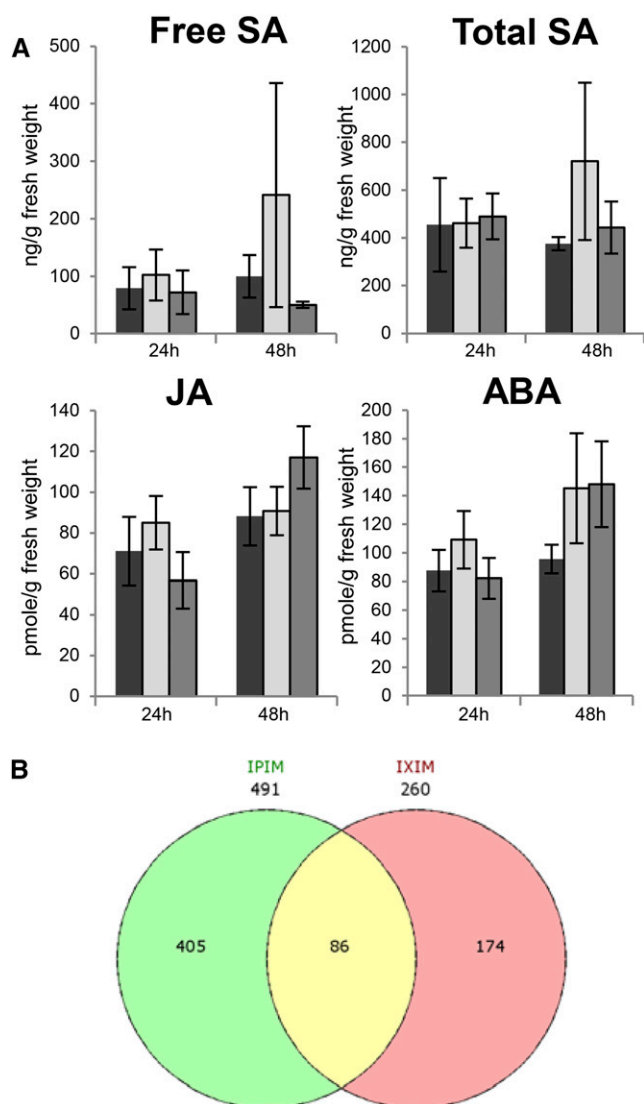 A
Free SA
Total SA
ng/g fresh weight
500
400
300
200
100
0
24h
48h
ng/g fresh weight
1200
1000
800
600
400
200
0
24h
48h
JA
ABA
pmole/g fresh weight
140
120
100
80
60
40
20
0
24h
48h
pmole/g fresh weight
200
180
160
140
120
100
80
60
40
20
0
24h
48h
B
IPIM
491
IXIM
260
405
86
174